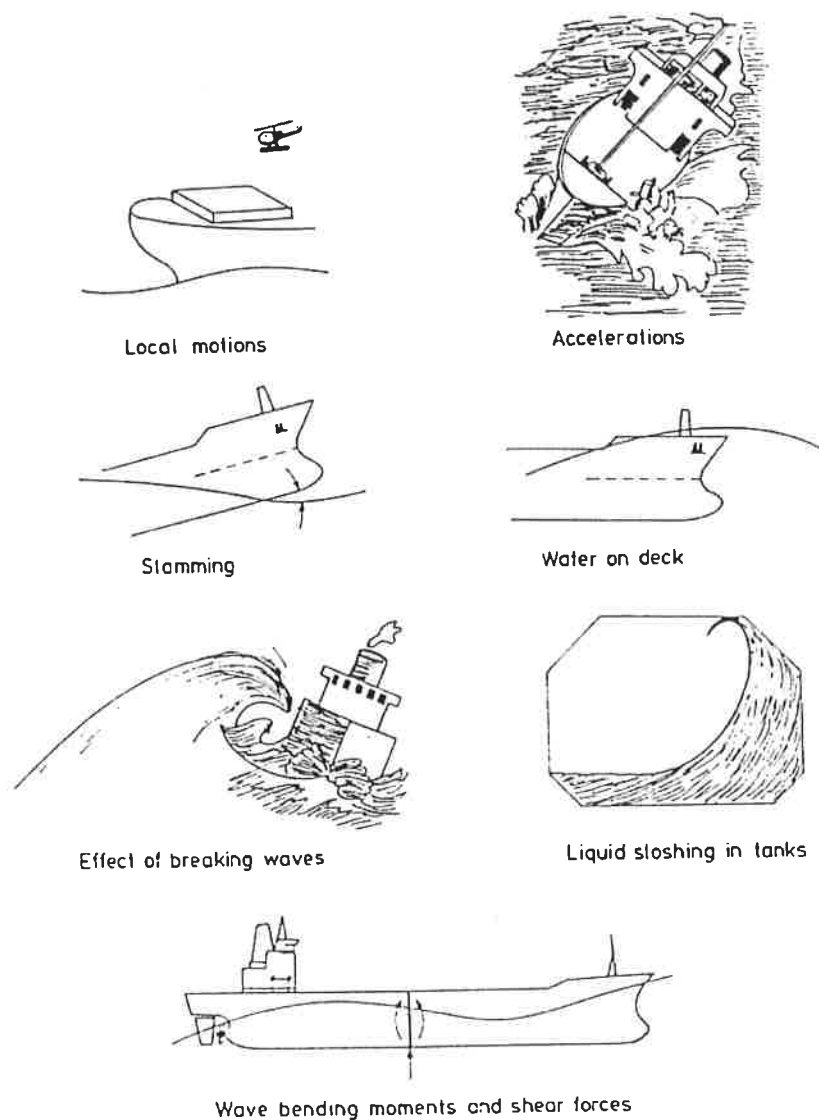 Local motions
Accelerations
Slamming
Water on deck
Effect of breaking waves
Liquid sloshing in tanks
Wave bending moments and shear forces